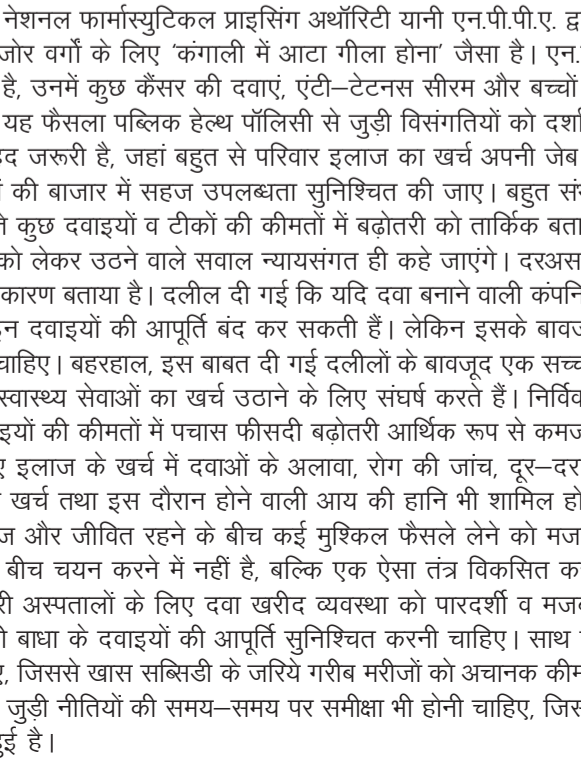 नेशनल फार्मास्युटिकल प्राइसिंग अथॉरिटी यानी एन.पी.पी.ए. द्व
जोर वर्गों के लिए ‘कंगाली में आटा गीला होना’ जैसा है। एन.
है, उनमें कुछ कैंसर की दवाएं, एंटी–टेटनस सीरम और बच्चों
यह फैसला पब्लिक हेल्थ पॉलिसी से जुड़ी विसंगतियों को दर्शा
हद जरूरी है, जहां बहुत से परिवार इलाज का खर्च अपनी जेब
की बाजार में सहज उपलब्धता सुनिश्चित की जाए। बहुत सं
कुछ दवाइयों व टीकों की कीमतों में बढ़ोतरी को तार्किक बता
को लेकर उठने वाले सवाल न्यायसंगत ही कहे जाएंगे। दरअस
कारण बताया है। दलील दी गई कि यदि दवा बनाने वाली कंपनि
इन दवाइयों की आपूर्ति बंद कर सकती हैं। लेकिन इसके बावज
चाहिए। बहरहाल, इस बाबत दी गई दलीलों के बावजूद एक सच्च
स्वास्थ्य सेवाओं का खर्च उठाने के लिए संघर्ष करते हैं। निर्विव
इयों की कीमतों में पचास फीसदी बढ़ोतरी आर्थिक रूप से कमज
ए इलाज के खर्च में दवाओं के अलावा, रोग की जांच, दूर–दर
खर्च तथा इस दौरान होने वाली आय की हानि भी शामिल हो
ज और जीवित रहने के बीच कई मुश्किल फैसले लेने को मज
बीच चयन करने में नहीं है, बल्कि एक ऐसा तंत्र विकसित क
री अस्पतालों के लिए दवा खरीद व्यवस्था को पारदर्शी व मज
बाधा के दवाइयों की आपूर्ति सुनिश्चित करनी चाहिए। साथ
ए, जिससे खास सब्सिडी के जरिये गरीब मरीजों को अचानक कीम
जुड़ी नीतियों की समय–समय पर समीक्षा भी होनी चाहिए, जिस
हुई है।